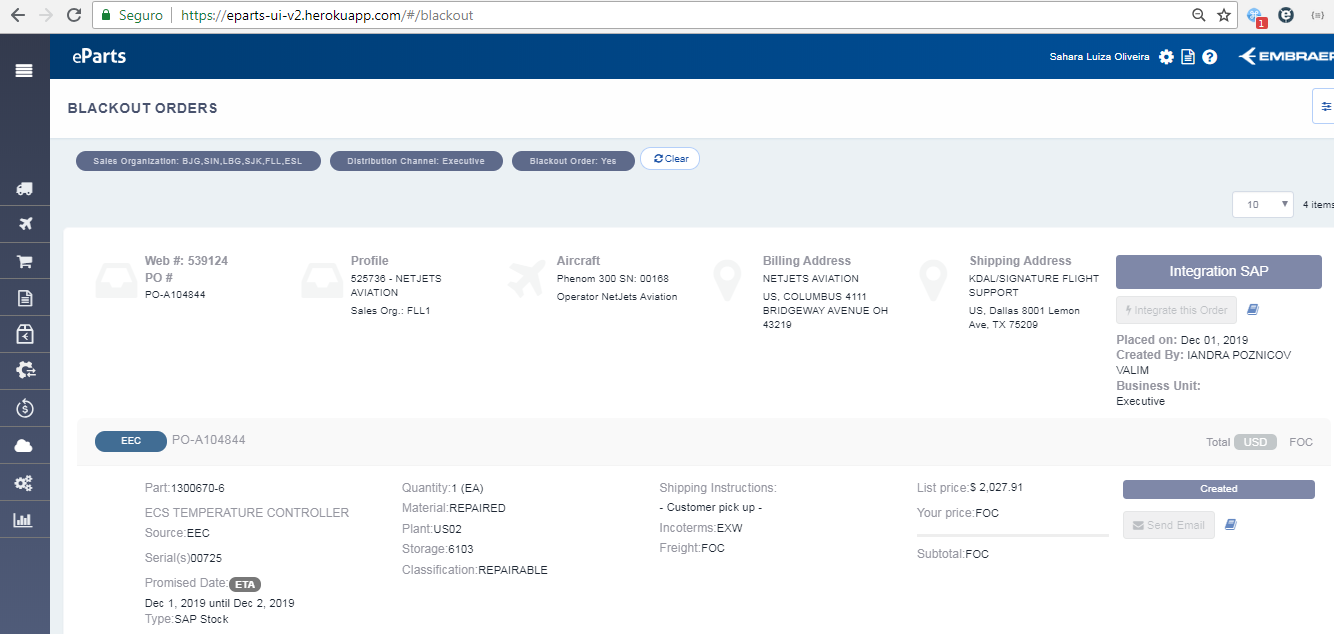 Seguro
https://eparts-ui-v2.herokuapp.com/#/blackout
1
eParts
Sahara Luiza Oliveira
EMBRAER
BLACKOUT ORDERS
Sales Organization: BJG,SIN,LBG,SJK,FLL,ESL
Distribution Channel: Executive
Blackout Order: Yes
Clear
10
4 items
Web #: 539124
PO #
PO-A104844
Profile
525736 - NETJETS
AVIATION
Sales Org.: FLL1
Aircraft
Phenom 300 SN: 00168
Operator NetJets Aviation
Billing Address
NETJETS AVIATION
US, COLUMBUS 4111
BRIDGEWAY AVENUE OH
43219
Shipping Address
KDAL/SIGNATURE FLIGHT
SUPPORT
US, Dallas 8001 Lemon
Ave, TX 75209
Integration SAP
Integrate this Order
Placed on: Dec 01, 2019
Created By: IANDRA POZNICOV
VALIM
Business Unit:
Executive
EEC
PO-A104844
Total USD FOC
Part:1300670-6
ECS TEMPERATURE CONTROLLER
Source:EEC
Serial(s)00725
Promised Date:ETA
Dec 1, 2019 until Dec 2, 2019
Type:SAP Stock
Quantity:1 (EA)
Material:REPAIRED
Plant:US02
Storage:6103
Classification:REPAIRABLE
Shipping Instructions:
- Customer pick up -
Incoterms:EXW
Freight:FOC
List price:$ 2,027.91
Your price:FOC
Subtotal:FOC
Created
Send Email